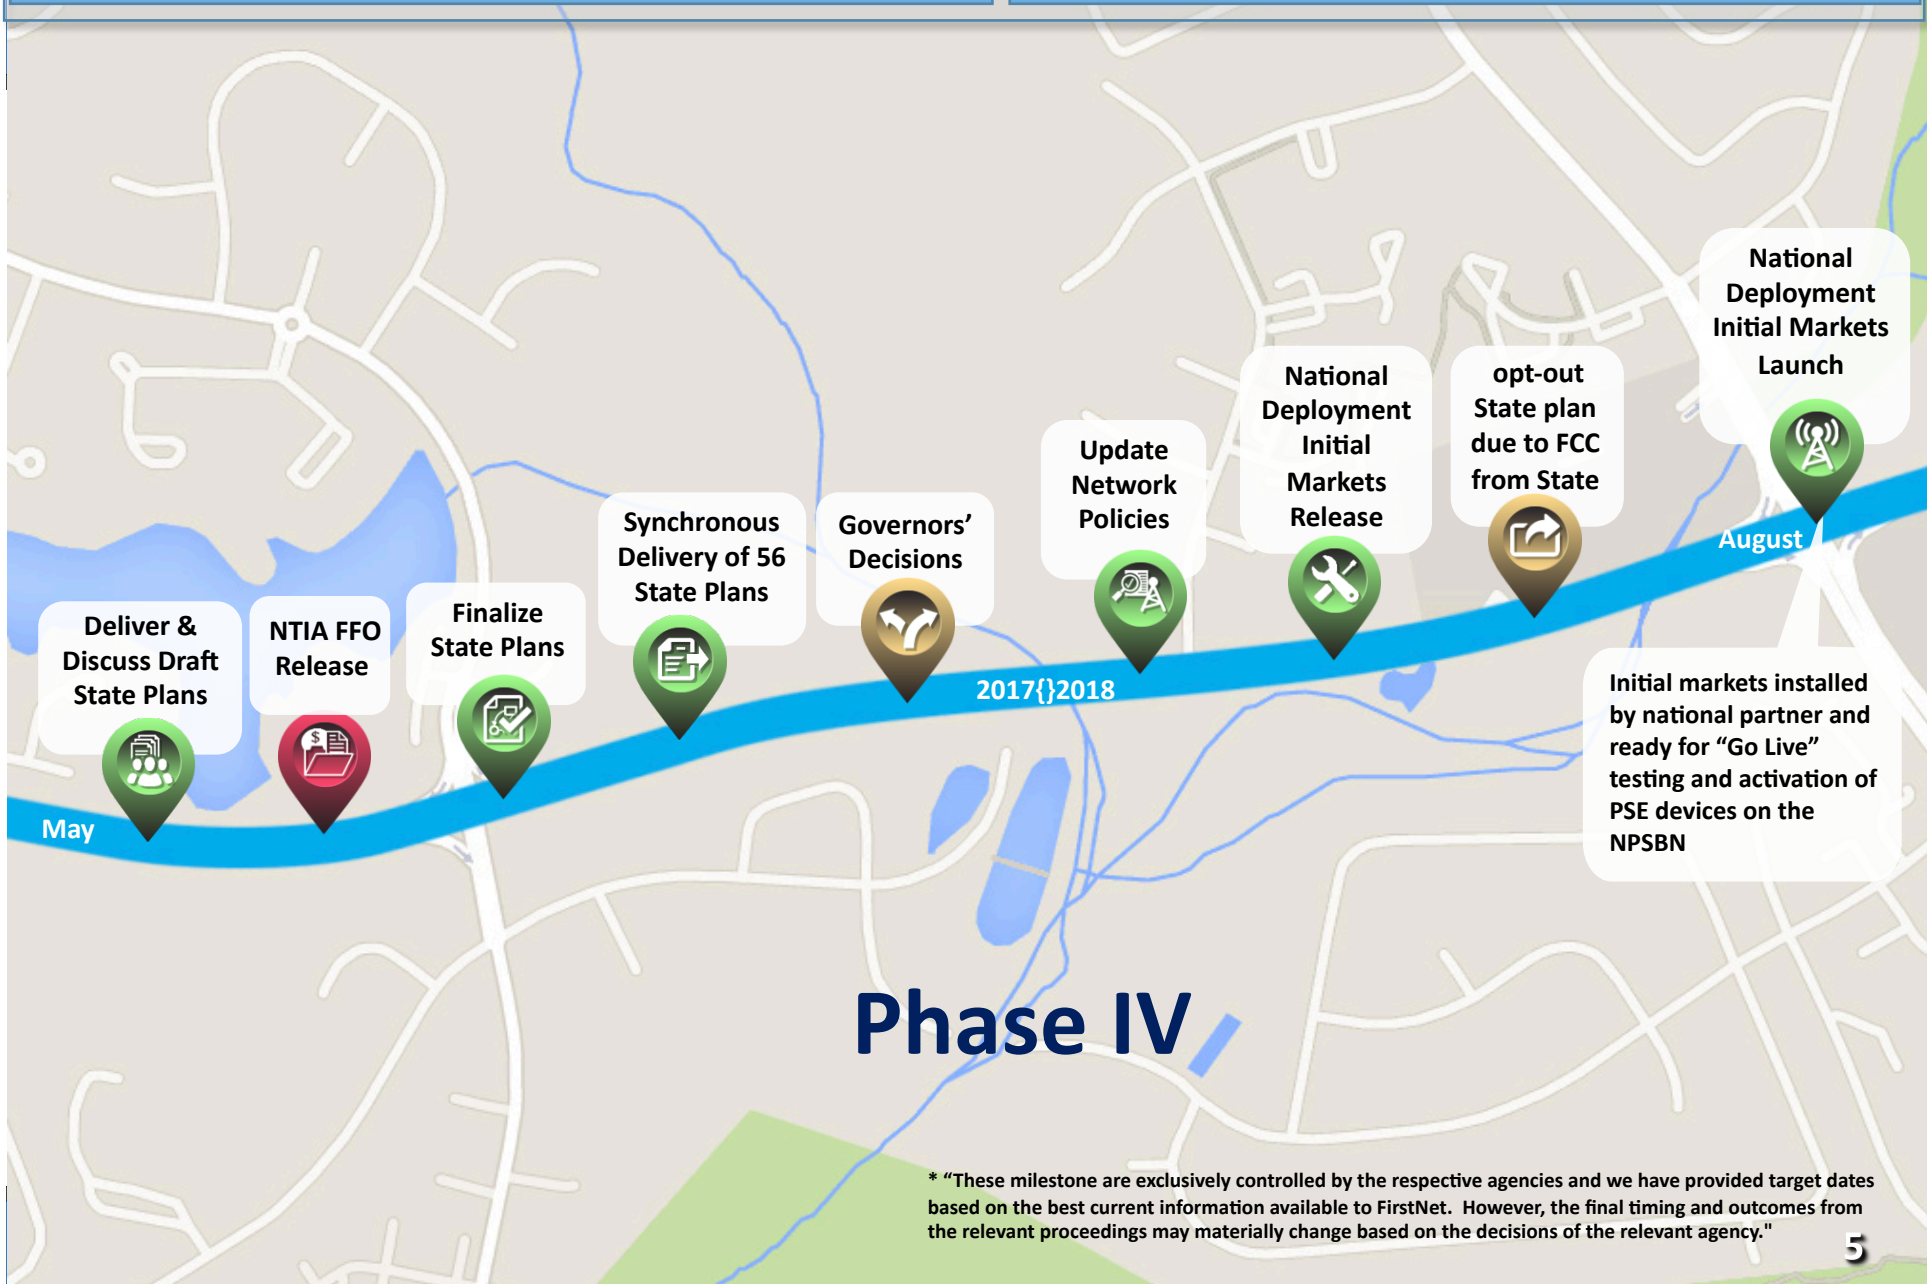 National
Deployment
Initial Markets
Launch
National
Deployment
Initial
Markets
Release
opt-out
State plan
due to FCC
from State
Update
Network
Policies
Synchronous
Delivery of 56
State Plans
Governors’
Decisions
Finalize
State Plans
NTIA FFO
Release
Deliver &
Discuss Draft
State Plans
$
May
2017{}2018
August
Initial markets installed
by national partner and
ready for “Go Live”
testing and activation of
PSE devices on the
NPSBN
Phase IV
* “These milestone are exclusively controlled by the respective agencies and we have provided target dates
based on the best current information available to FirstNet. However, the final timing and outcomes from
the relevant proceedings may materially change based on the decisions of the relevant agency."
5